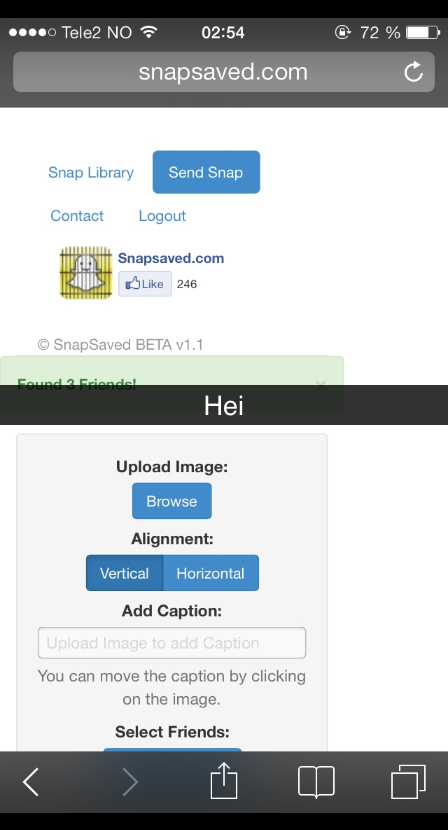 Tele2 NO 02:54 72 %
snapsaved.com
Snap Library Send Snap
Contact Logout
Snapsaved.com
Like 246
© SnapSaved BETA v1.1
Found 3 Friends! ×
Hei
Upload Image:
Browse
Alignment:
Vertical Horizontal
Add Caption:
Upload Image to add Caption
You can move the caption by clicking
on the image.
Select Friends: